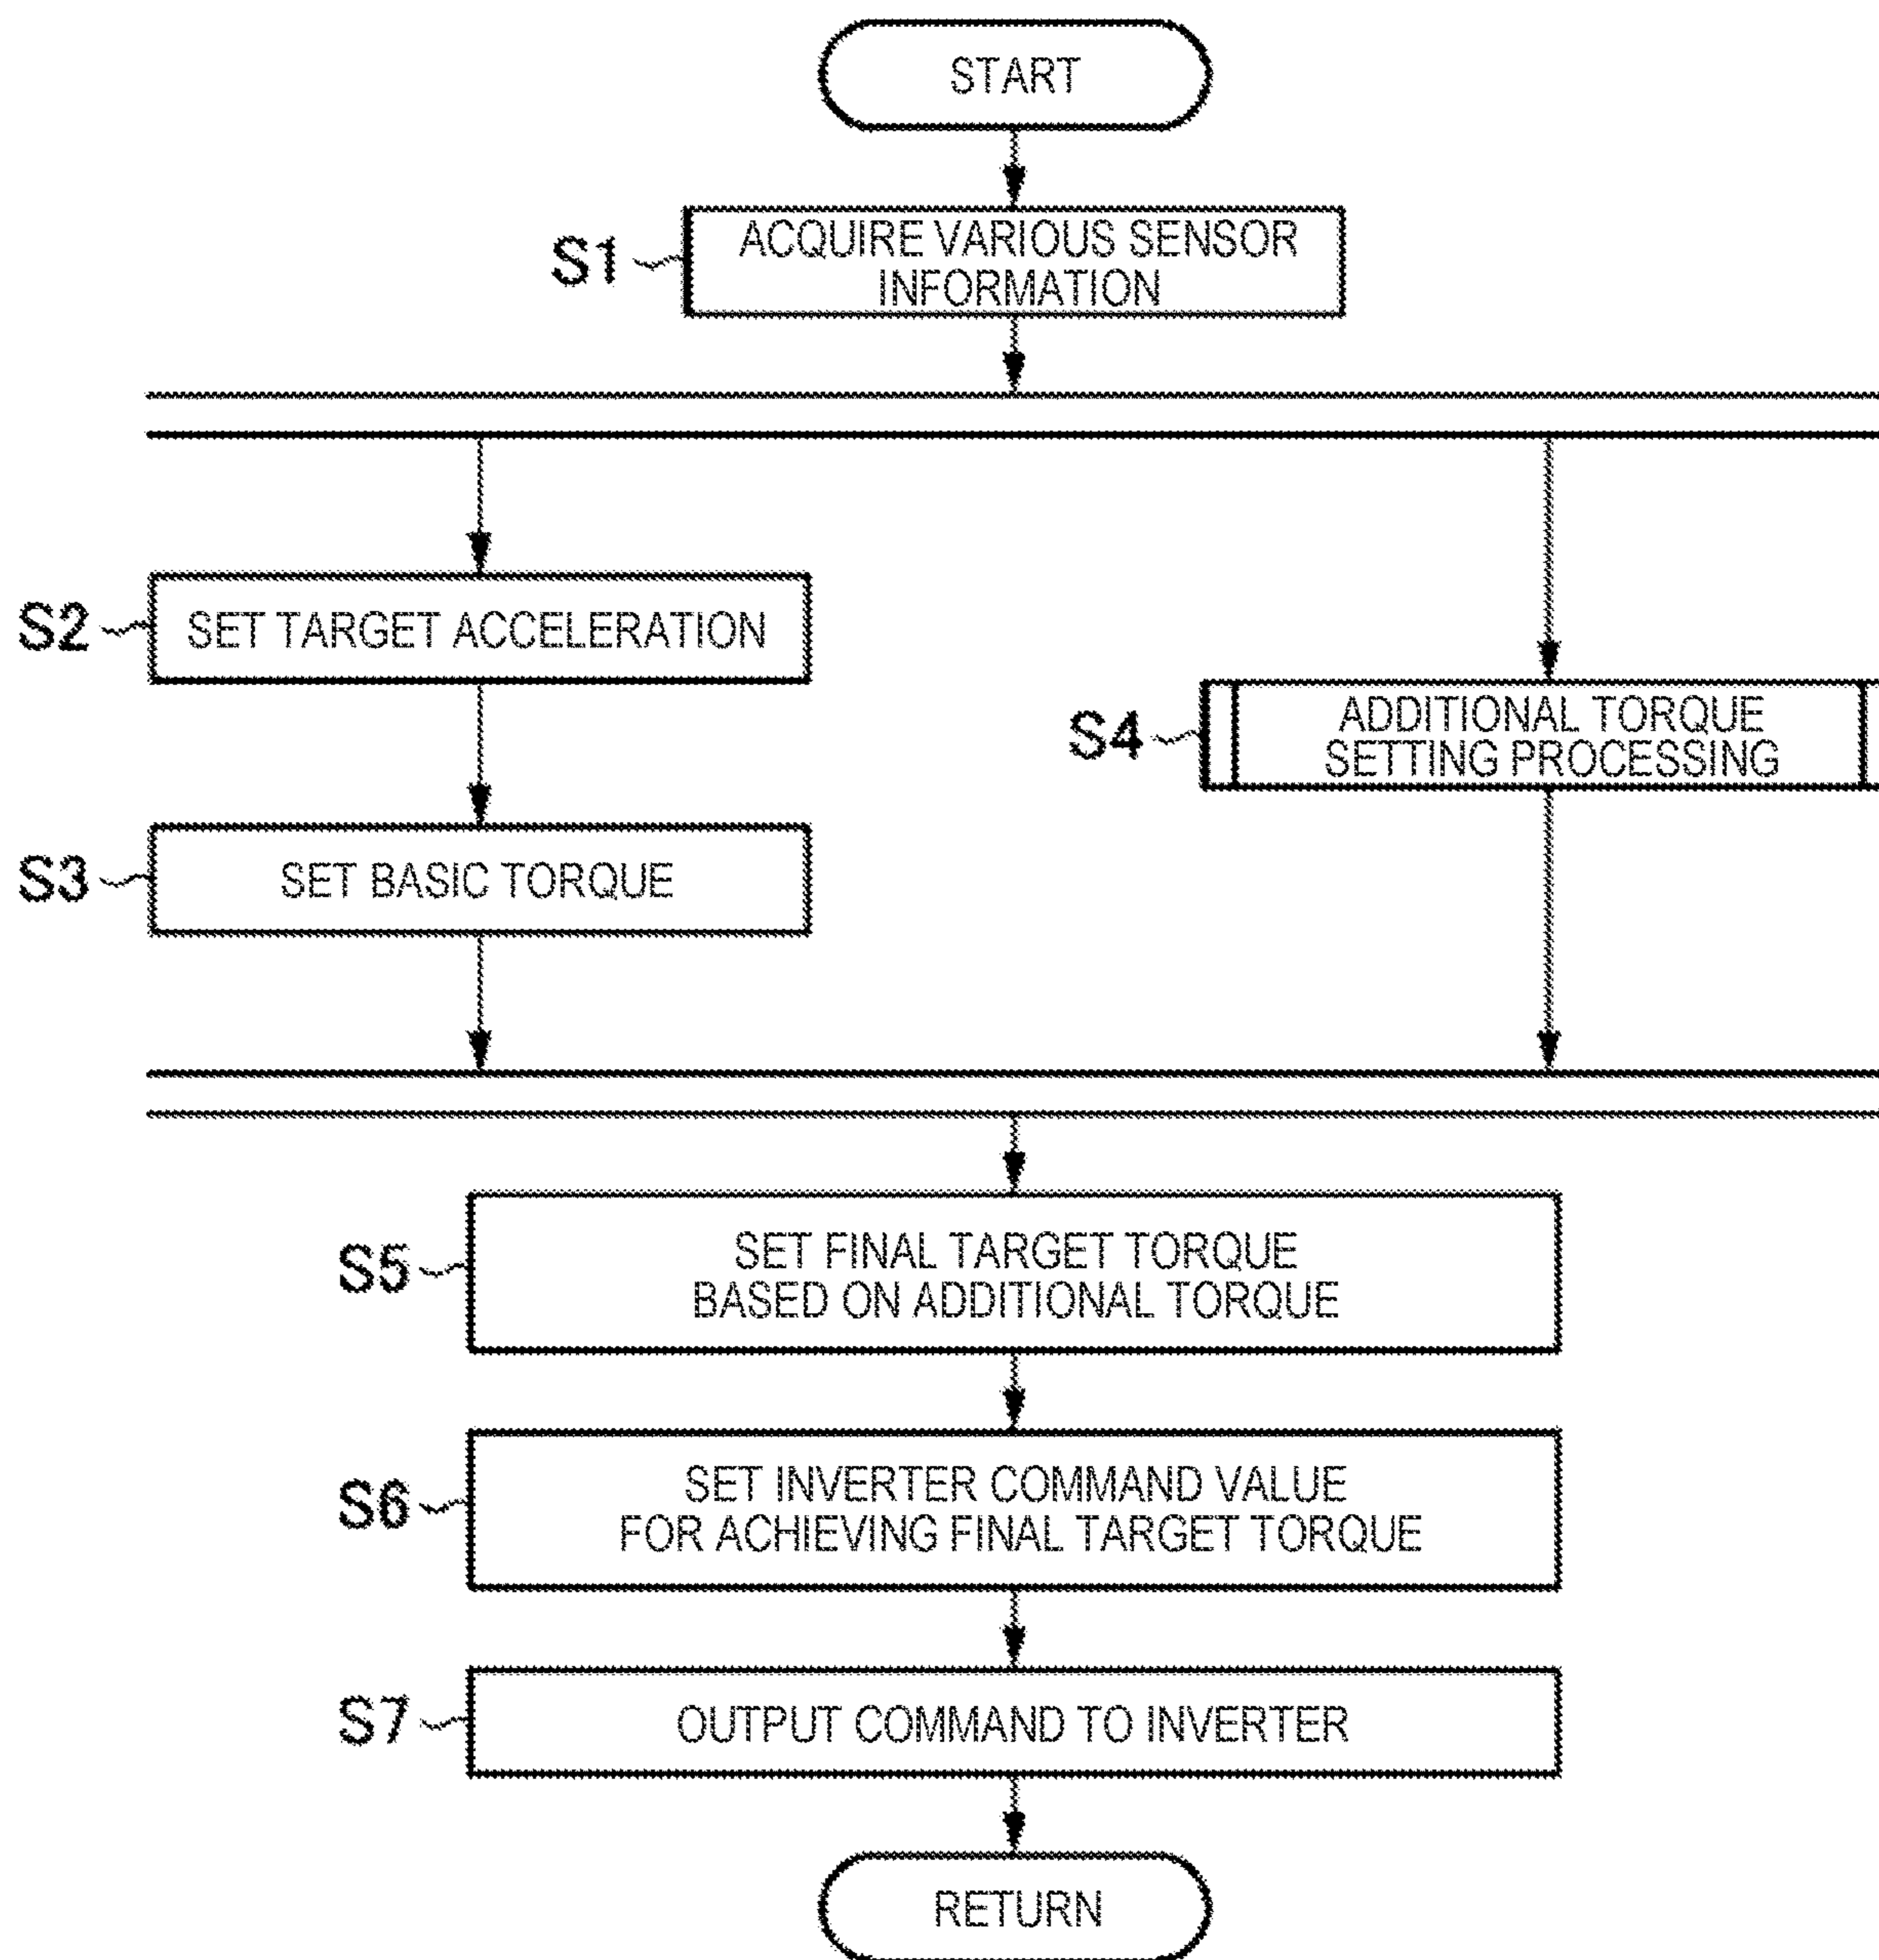 START
S1
ACQUIRE VARIOUS SENSOR
INFORMATION
S2
SET TARGET ACCELERATION
S4
ADDITIONAL TORQUE
SETTING PROCESSING
S3
SET BASIC TORQUE
S5
SET FINAL TARGET TORQUE
BASED ON ADDITIONAL TORQUE
S6
SET INVERTER COMMAND VALUE
FOR ACHIEVING FINAL TARGET TORQUE
S7
OUTPUT COMMAND TO INVERTER
RETURN